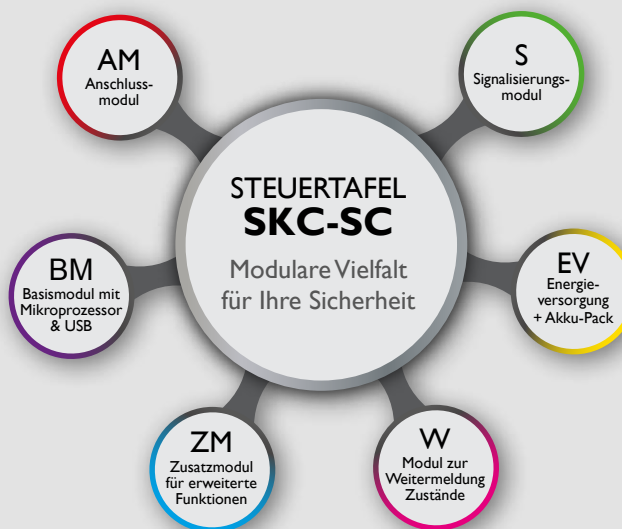 AM
Anschluss-
modul
S
Signalisierungs-
modul
STEUERTAFEL
SKC-SC
Modulare Vielfalt
für Ihre Sicherheit
BM
Basismodul mit
Mikroprozessor
& USB
EV
Energie-
versorgung
+ Akku-Pack
ZM
Zusatzmodul
für erweiterte
Funktionen
W
Modul zur
Weitermeldung
Zustände